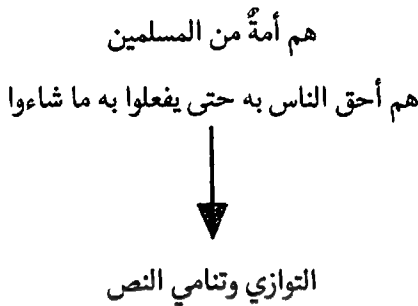 هم أمةٌ من المسلمين
هم أحق الناس به حتى يفعلوا به ما شاءوا
التوازي وتنامي النص